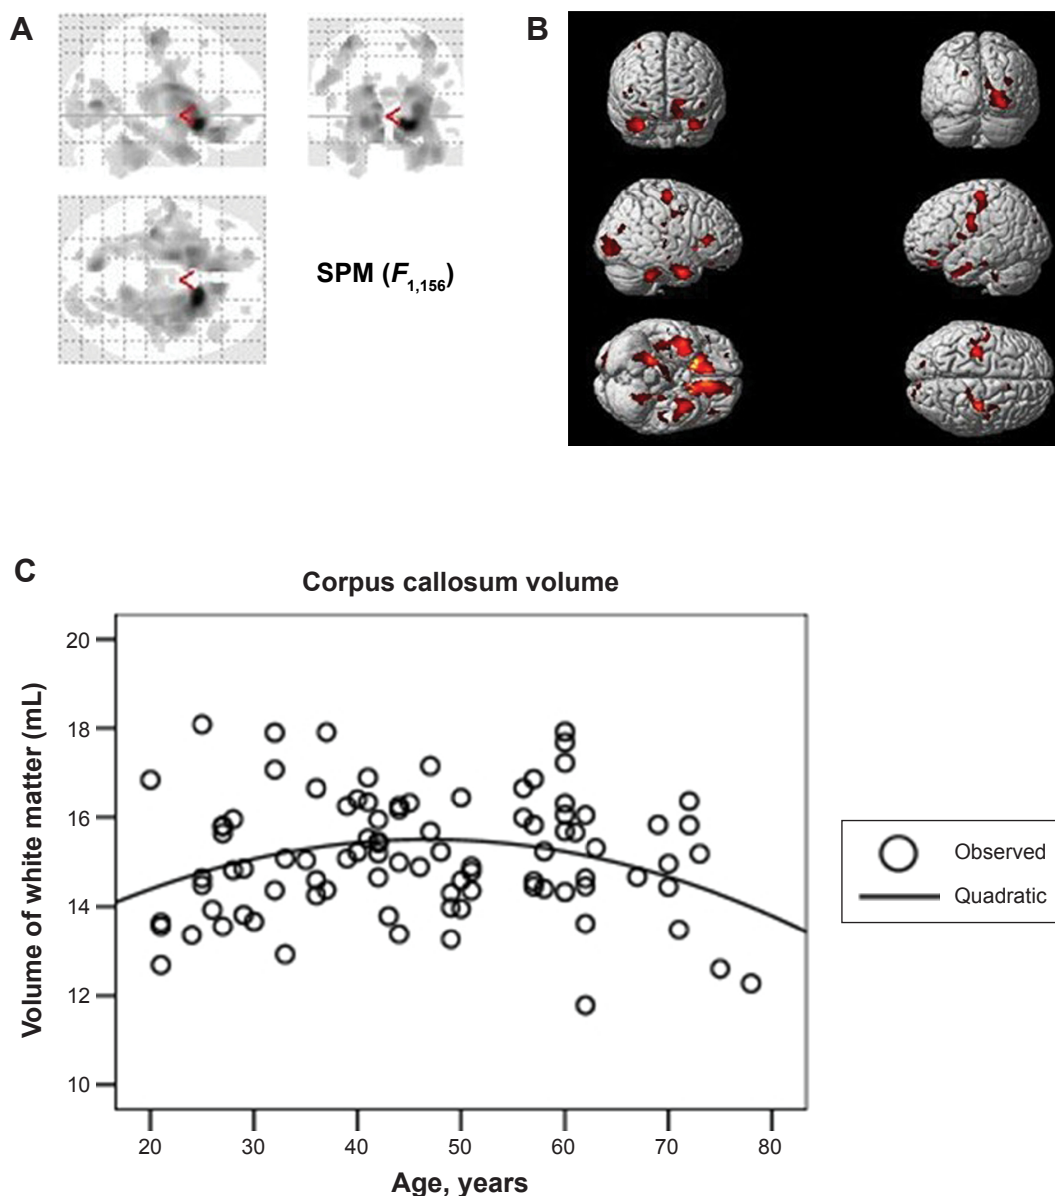 A
B
SPM (F1,156)
C
Corpus callosum volume
Volume of white matter (mL)
20
18
16
14
12
10
20 30 40 50 60 70 80
Age, years
Observed
Quadratic